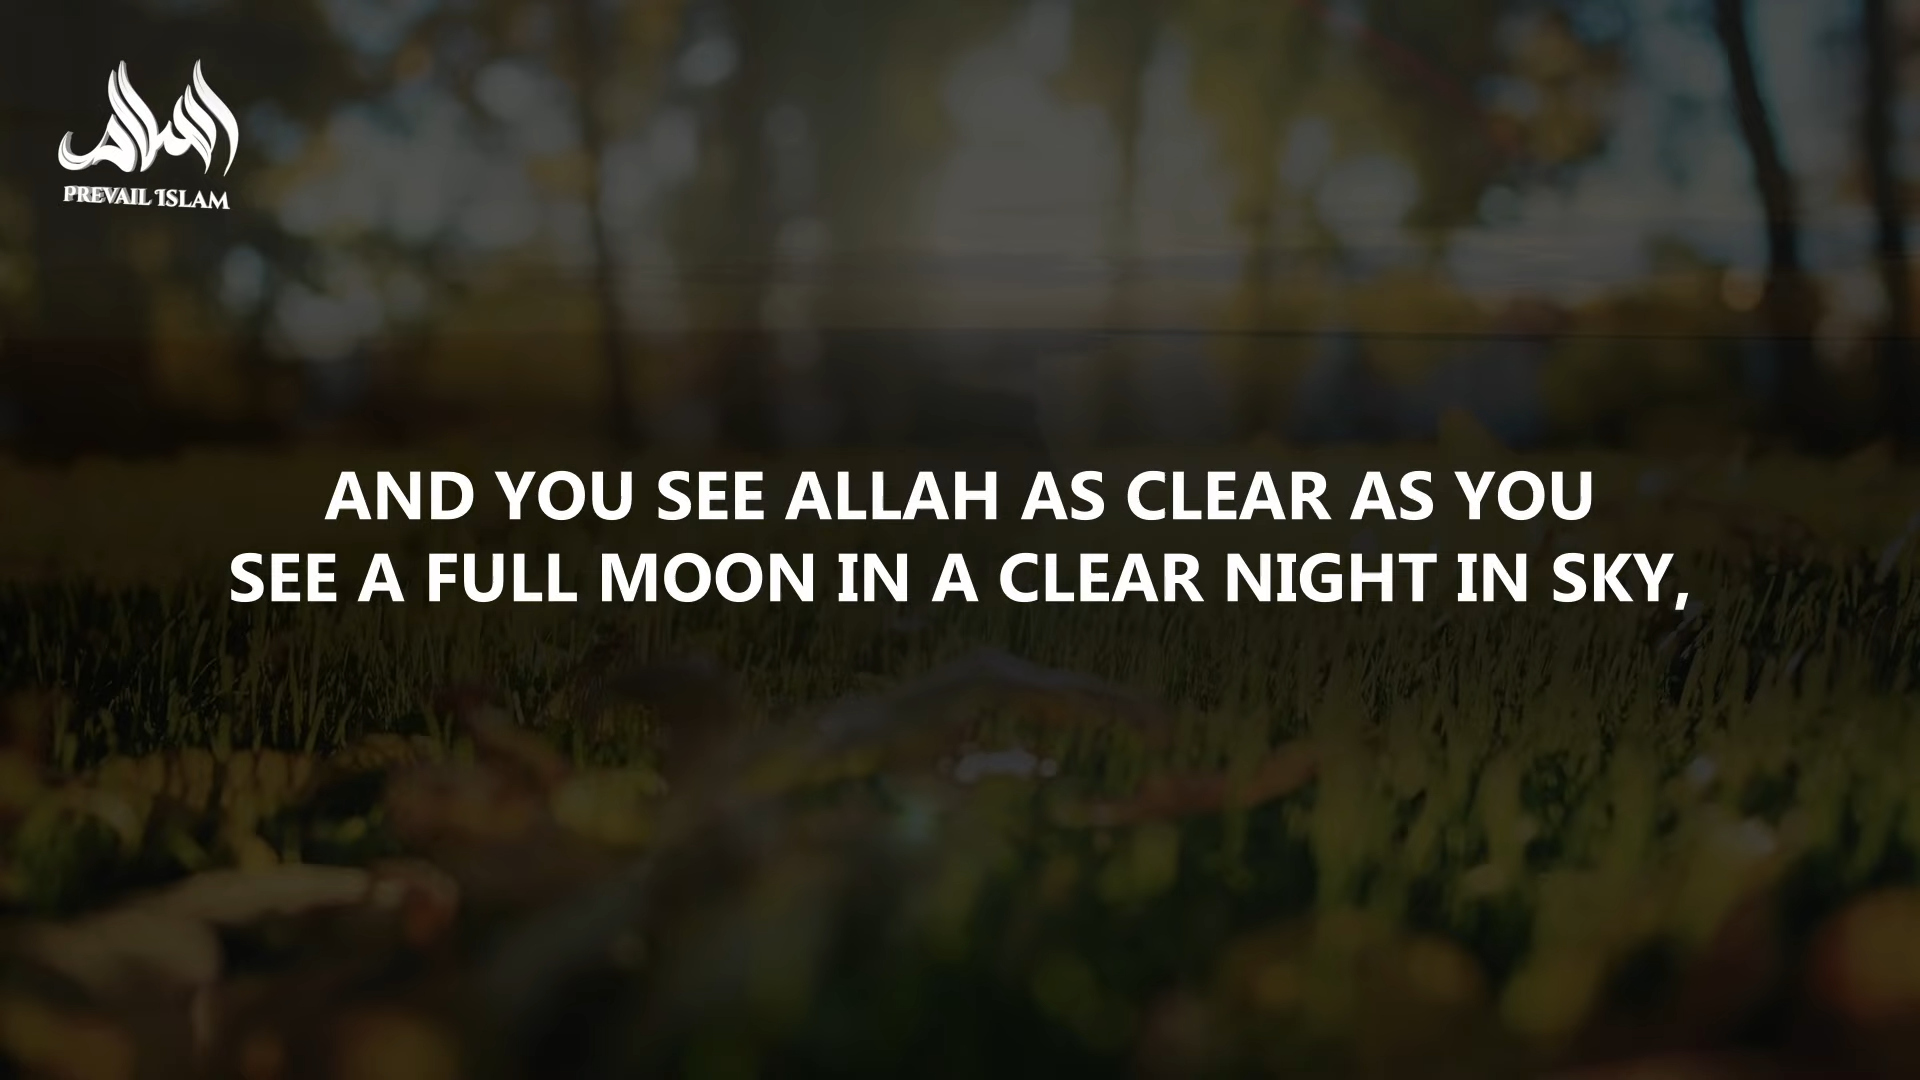 PREVAIL ISLAM
AND YOU SEE ALLAH AS CLEAR AS YOU
SEE A FULL MOON IN A CLEAR NIGHT IN SKY,